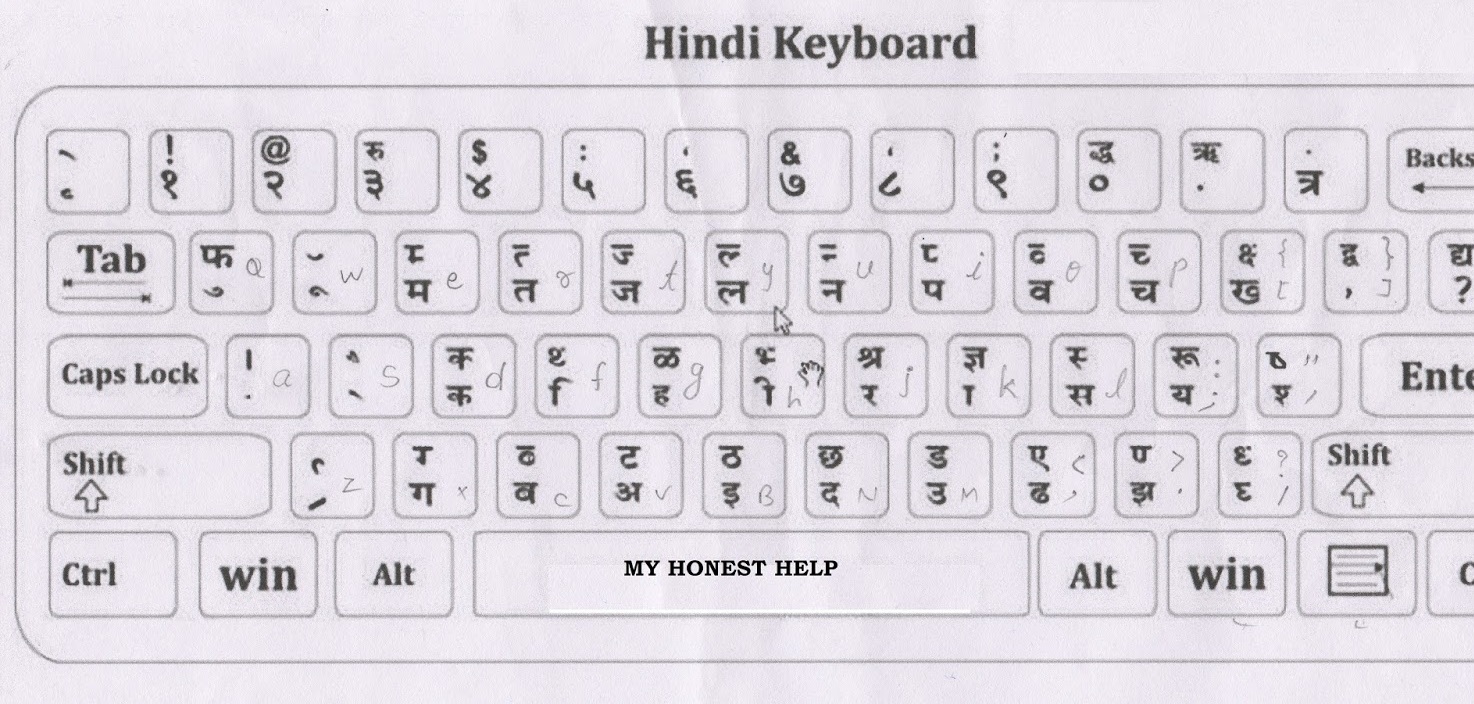 Hindi Keyboard
! @ रु $ : ' & ' ; द्ध ऋ .
१ २ ३ ४ ५ ६ ७ ८ ९ ० . त्र
Backs
Tab फ Q w म e त r ज t ल y न u प i व o च p क्ष { ख [ द्व } , ] द्य ?
Caps Lock । a s क क d f ळ ह g h श्र र j ज्ञ ा k स l रू : य ; " ' Ente
Shift z ग x व c ट अ v ठ इ B छ द N ड उ M ए < ढ , > झ . ? / Shift
Ctrl win Alt MY HONEST HELP Alt win C